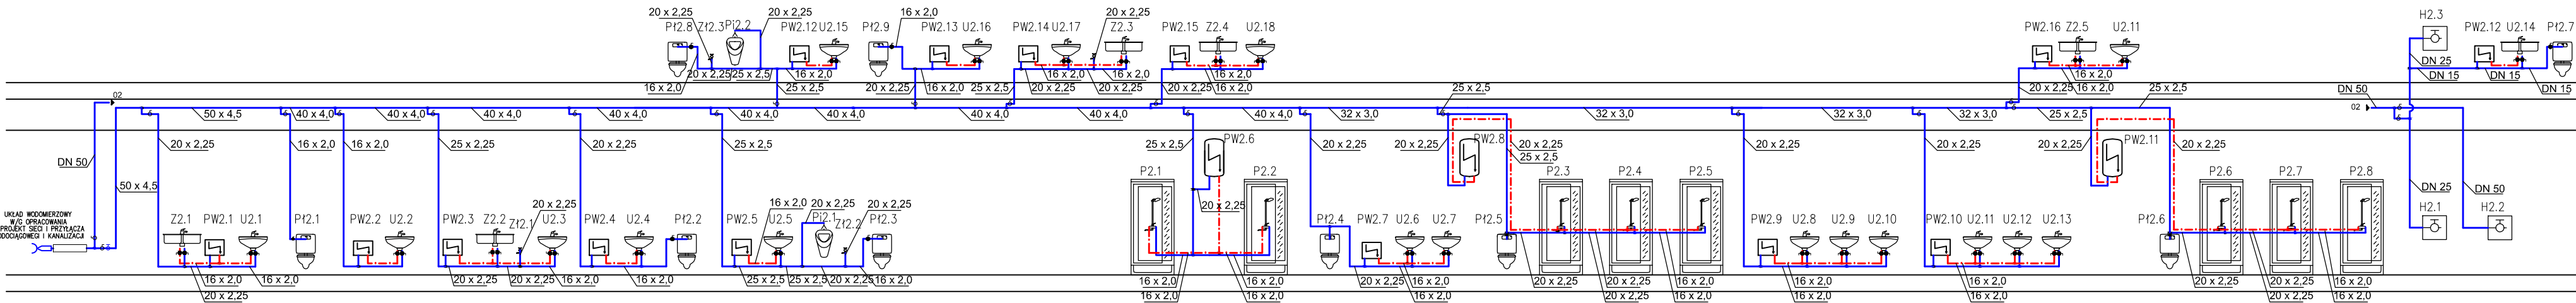 20 x 2,25
20 x 2,25
16 x 2,0
20 x 2,25
H2.3
Pł2.8
Zł2.3
Pi2.2
PW2.12
U2.15
Pł2.9
PW2.13
U2.16
PW2.14
U2.17
Z2.3
PW2.15
Z2.4
U2.18
PW2.16
Z2.5
U2.11
PW2.12
U2.14
Pł2.7
DN 25
20 x 2,25
25 x 2,5
16 x 2,0
16 x 2,0
16 x 2,0
16 x 2,0
16 x 2,0
DN 15
DN 15
16 x 2,0
25 x 2,5
20 x 2,25
16 x 2,0
25 x 2,5
20 x 2,25
20 x 2,25
20 x 2,25
16 x 2,0
20 x 2,25
16 x 2,0
25 x 2,5
25 x 2,5
DN 50
DN 15
02
02
50 x 4,5
40 x 4,0
40 x 4,0
40 x 4,0
40 x 4,0
40 x 4,0
40 x 4,0
40 x 4,0
40 x 4,0
40 x 4,0
32 x 3,0
32 x 3,0
32 x 3,0
32 x 3,0
25 x 2,5
DN 50
20 x 2,25
16 x 2,0
16 x 2,0
25 x 2,5
20 x 2,25
25 x 2,5
25 x 2,5
PW2.6
20 x 2,25
20 x 2,25
PW2.8
20 x 2,25
25 x 2,5
20 x 2,25
20 x 2,25
20 x 2,25
PW2.11
20 x 2,25
50 x 4,5
P2.1
P2.2
P2.3
P2.4
P2.5
P2.6
P2.7
P2.8
DN 25
DN 50
UKŁAD WODOMIERZOWY
W/G OPRACOWANIA
PROJEKT SIECI I PRZYŁĄCZA
WODOCIĄGOWEGI I KANALIZACJI
63
20 x 2,25
16 x 2,0
20 x 2,25
20 x 2,25
20 x 2,25
Z2.1
PW2.1
U2.1
Pł2.1
PW2.2
U2.2
PW2.3
Z2.2
Zł2.1
U2.3
PW2.4
U2.4
Pł2.2
PW2.5
U2.5
Pi2.1
Zł2.2
Pł2.3
Pł2.4
PW2.7
U2.6
U2.7
Pł2.5
PW2.9
U2.8
U2.9
U2.10
PW2.10
U2.11
U2.12
U2.13
Pł2.6
H2.1
H2.2
16 x 2,0
16 x 2,0
20 x 2,25
20 x 2,25
16 x 2,0
16 x 2,0
25 x 2,5
25 x 2,5
20 x 2,25
16 x 2,0
16 x 2,0
16 x 2,0
20 x 2,25
16 x 2,0
20 x 2,25
20 x 2,25
16 x 2,0
16 x 2,0
16 x 2,0
20 x 2,25
20 x 2,25
16 x 2,0
20 x 2,25
16 x 2,0
16 x 2,0
16 x 2,0
20 x 2,25
16 x 2,0
16 x 2,0
16 x 2,0
20 x 2,25
16 x 2,0